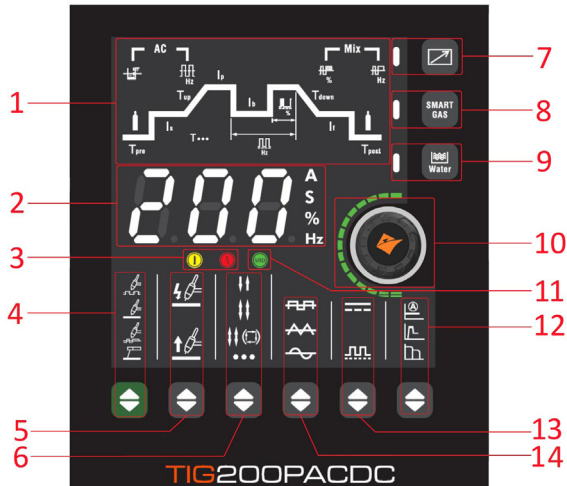 AC
Mix
Hz
%
Hz
1
Tup
Ip
Ib
%
Tdown
Is
T•••
Hz
If
Tpre
Tpost
7
SMART
GAS
8
Water
9
2
200
A
S
%
Hz
10
3
VRD
11
4
A
12
5
6
13
14
TIG200PACDC